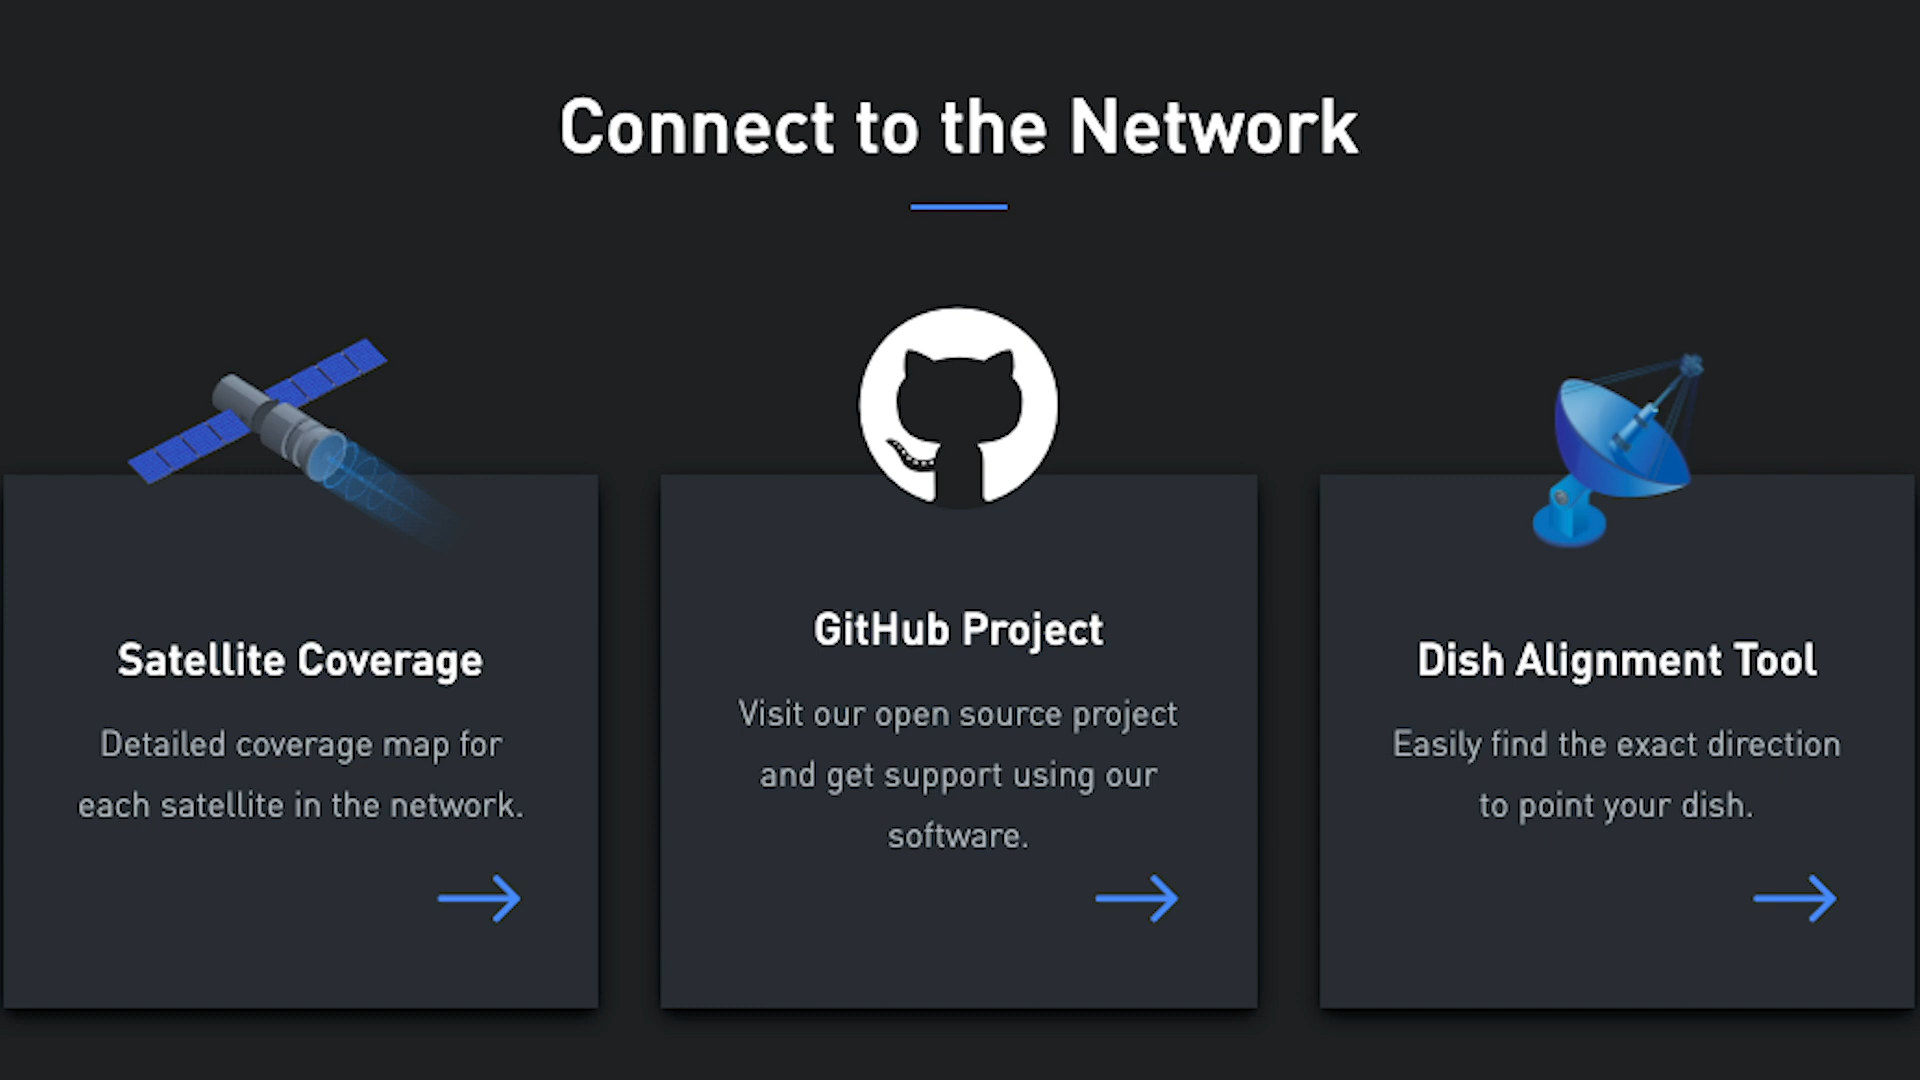 Connect to the Network
Satellite Coverage
Detailed coverage map for
each satellite in the network.
GitHub Project
Visit our open source project
and get support using our
software.
Dish Alignment Tool
Easily find the exact direction
to point your dish.